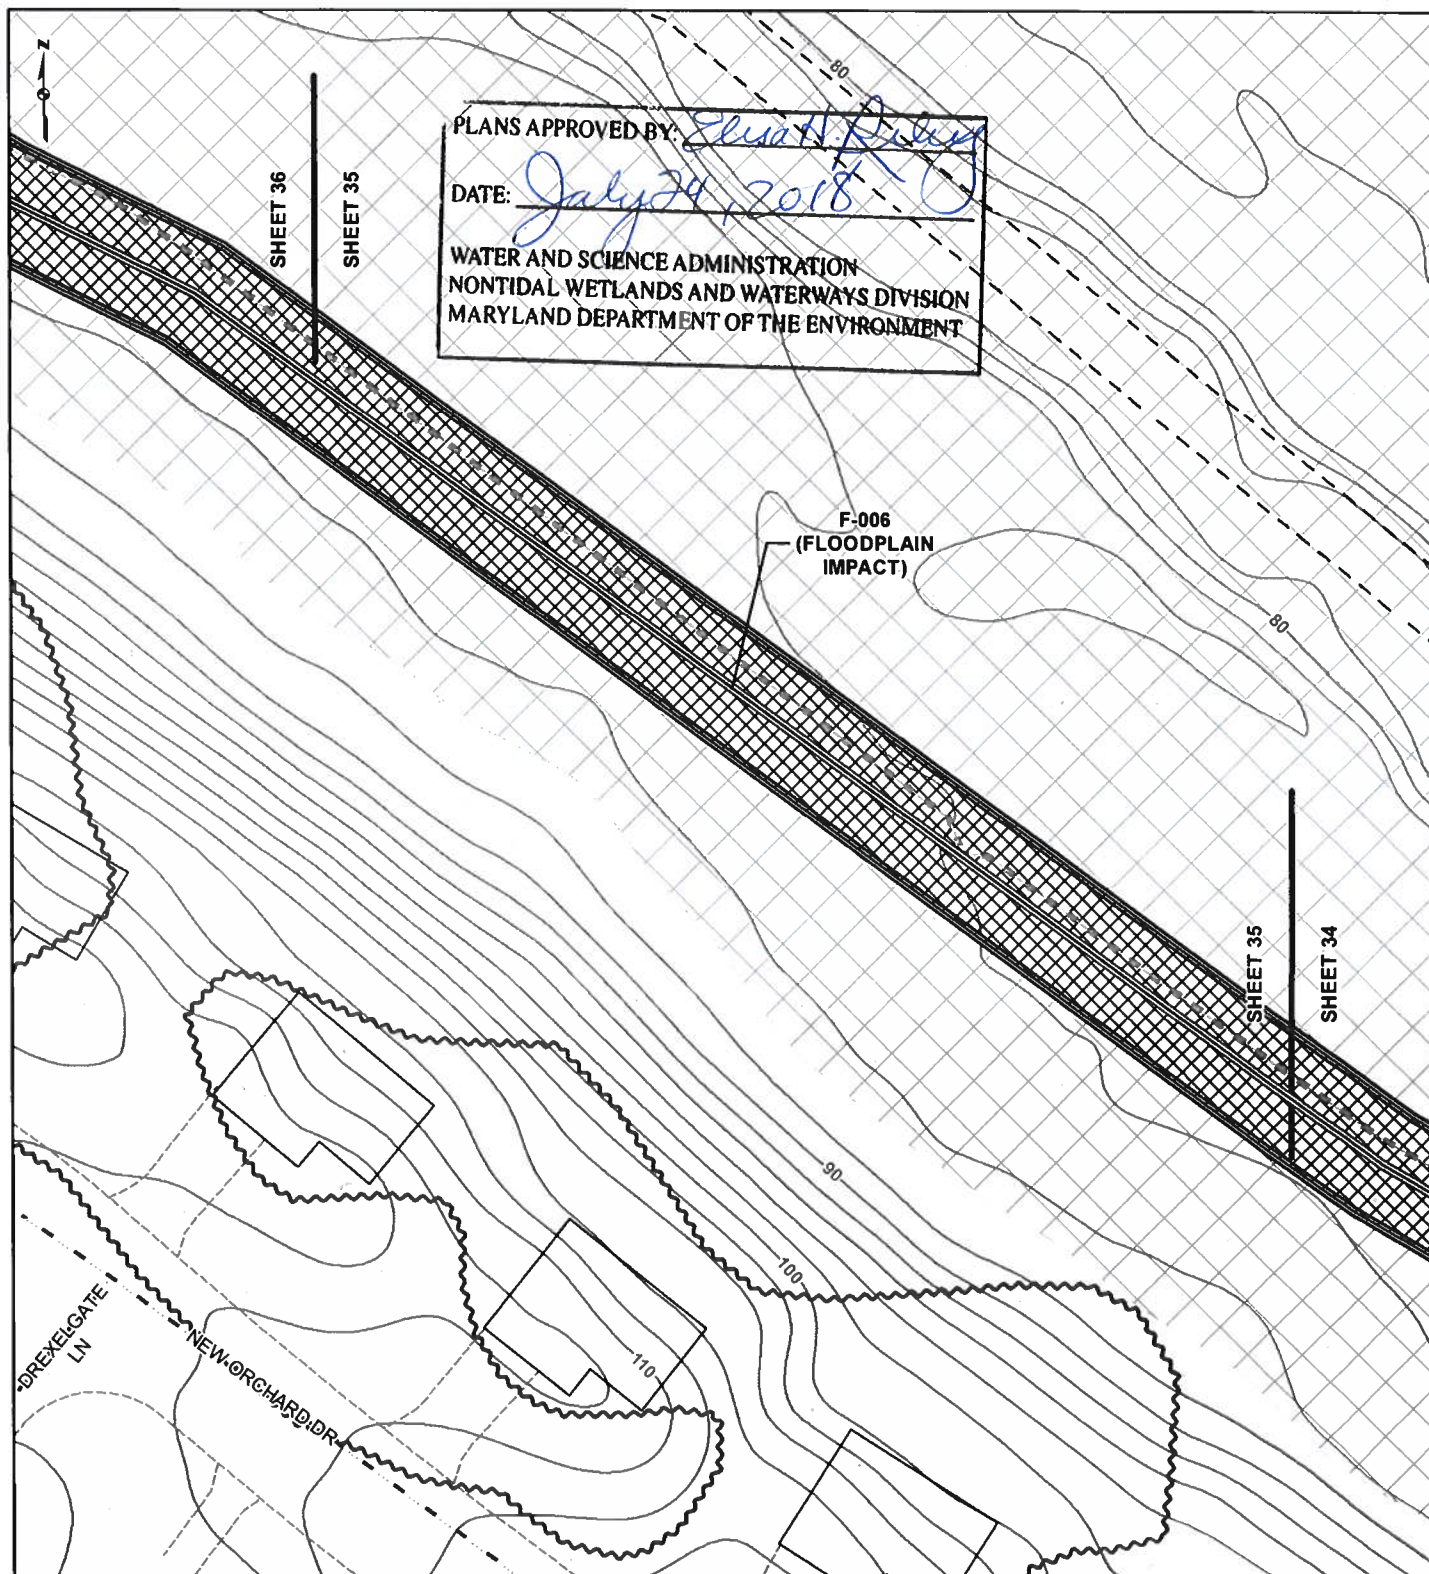 N
80
PLANS APPROVED BY: Elisa H. Riley
DATE: July 24, 2018
WATER AND SCIENCE ADMINISTRATION
NONTIDAL WETLANDS AND WATERWAYS DIVISION
MARYLAND DEPARTMENT OF THE ENVIRONMENT
SHEET 36
SHEET 35
F-006
(FLOODPLAIN
IMPACT)
80
SHEET 35
SHEET 34
90
100
110
DREXELGATE
LN
NEW ORCHARD DR